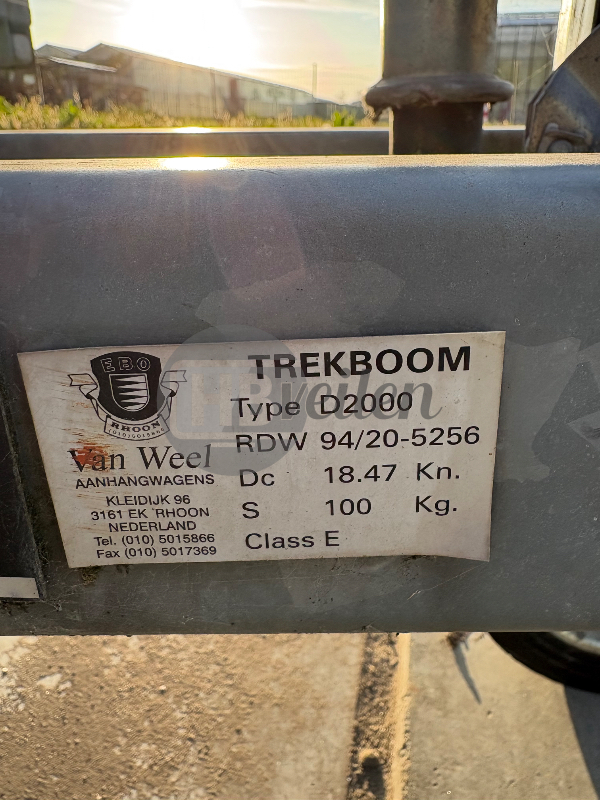 EBO
RHOON
Van Weel
AANHANGWAGENS
KLEIDIJK 96
3161 EK RHOON
NEDERLAND
Tel. (010) 5015866
Fax (010) 5017369
TREKBOOM
Type D2000
RDW 94/20-5256
Dc 18.47 Kn.
S 100 Kg.
Class E
veilen